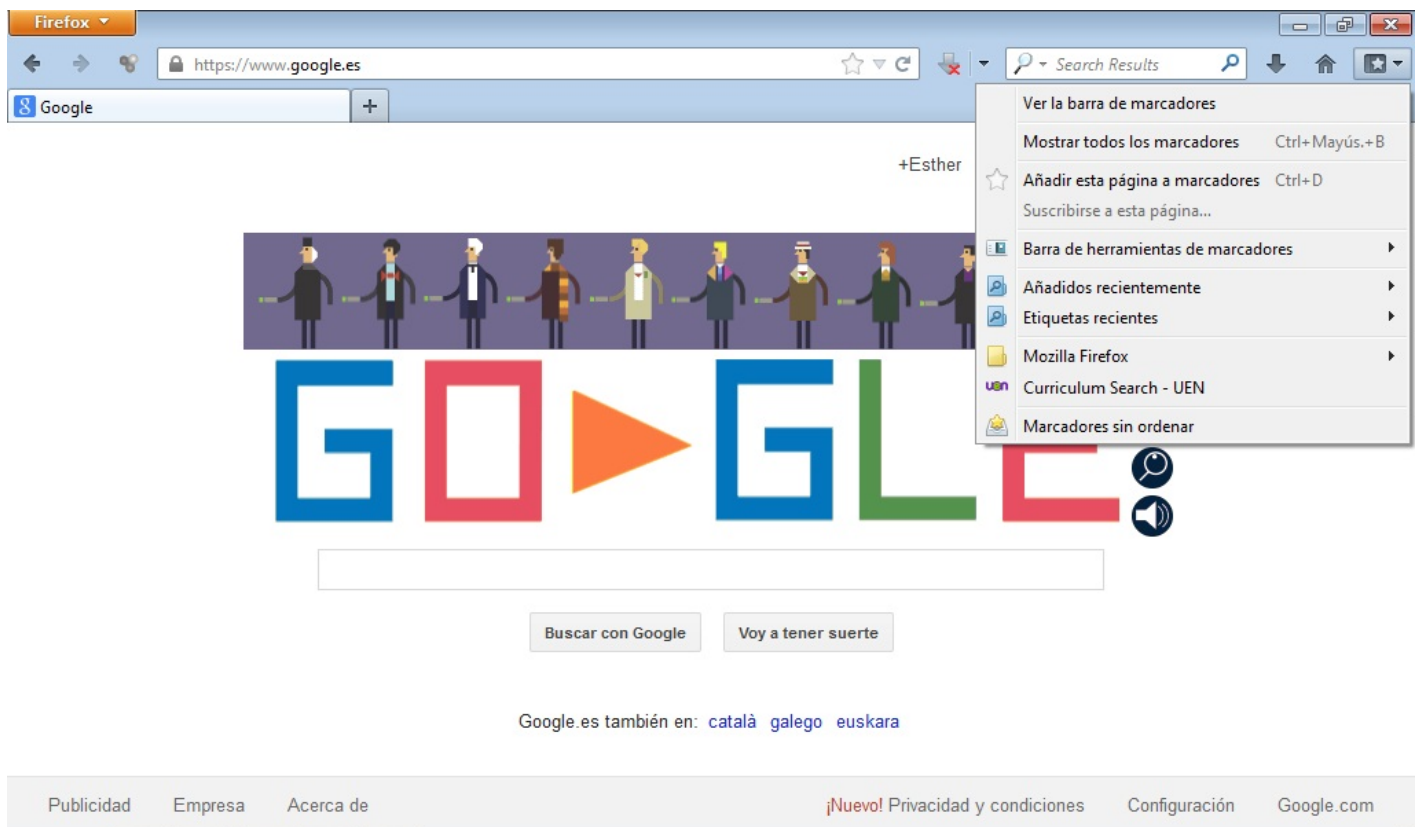 Firefox
https://www.google.es
Search Results
Google
Ver la barra de marcadores
Mostrar todos los marcadores Ctrl+Mayús.+B
Añadir esta página a marcadores Ctrl+D
Suscribirse a esta página...
Barra de herramientas de marcadores
Añadidos recientemente
Etiquetas recientes
Mozilla Firefox
uen Curriculum Search - UEN
Marcadores sin ordenar
+Esther
GOGLE
Buscar con Google Voy a tener suerte
Google.es también en: català galego euskara
Publicidad Empresa Acerca de ¡Nuevo! Privacidad y condiciones Configuración Google.com